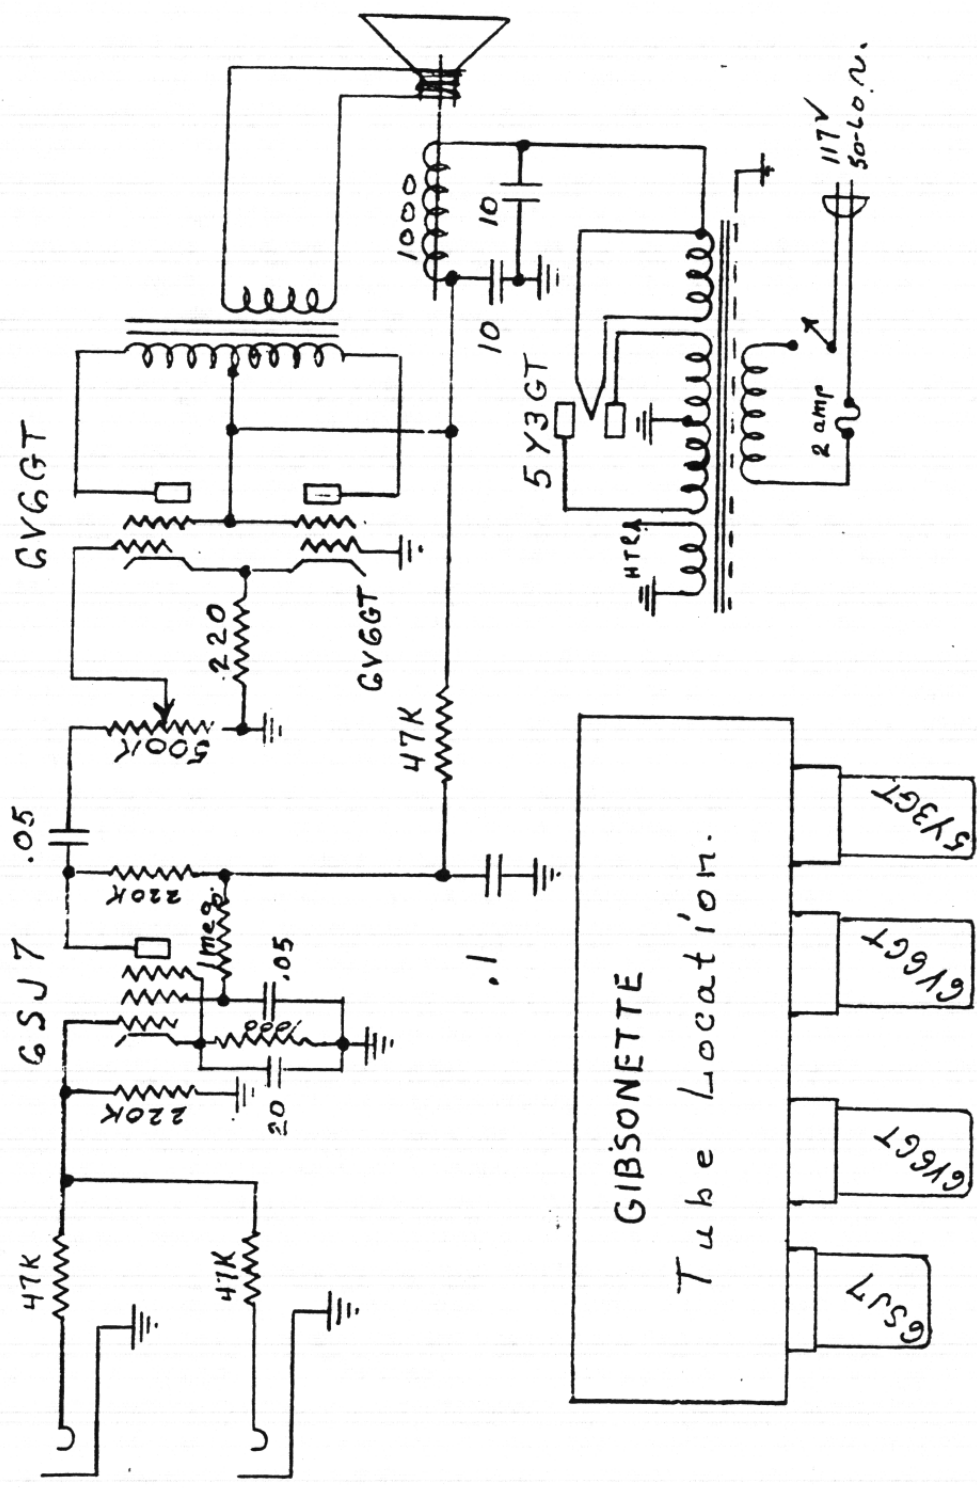 47K
47K
220K
6SJ7
1000
20
.05
1meg.
220K
.05
500K
220
6V6GT
6V6GT
.1
47K
10
10
1000
5Y3GT
HTR
2 amp
117V
50-60 ~.
GIBSONETTE
Tube Location.
6SJ7
6V6GT
6V6GT
5Y3GT